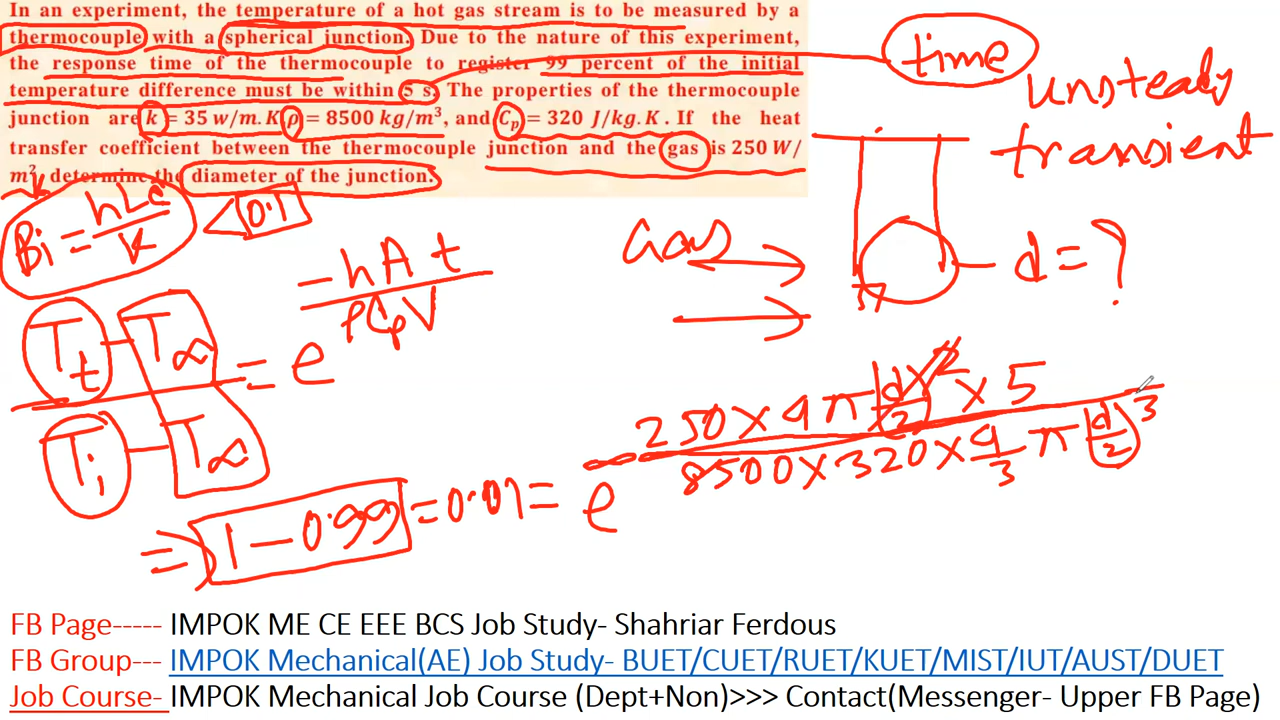 In an experiment, the temperature of a hot gas stream is to be measured by a
thermocouple with a spherical junction. Due to the nature of this experiment,
the response time of the thermocouple to register 99 percent of the initial
temperature difference must be within 5 s. The properties of the thermocouple
junction are k = 35 w/m. K ρ = 8500 kg/m³, and Cp = 320 J/kg. K. If the heat
transfer coefficient between the thermocouple junction and the gas is 250 W/
m² determine the diameter of the junction.
time
unsteady
transient
Bi = hLc/K < 0.1
Gas
d = ?
(Tt - T∞)/(Ti - T∞) = e^(-hAt/ρCpV)
=> 1 - 0.99 = 0.01 = e^(-(250 × 4π(d/2)² × 5)/(8500 × 320 × 4/3 π (d/2)³))
FB Page----- IMPOK ME CE EEE BCS Job Study- Shahriar Ferdous
FB Group--- IMPOK Mechanical(AE) Job Study- BUET/CUET/RUET/KUET/MIST/IUT/AUST/DUET
Job Course- IMPOK Mechanical Job Course (Dept+Non)>>> Contact(Messenger- Upper FB Page)